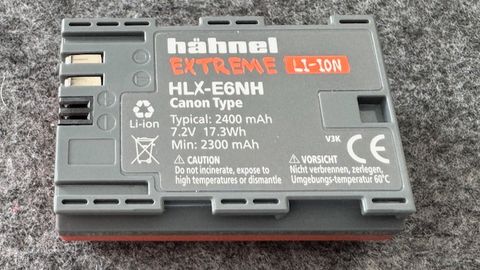 hähnel
EXTREME LI-ION
HLX-E6NH
Canon Type
Li-ion
Typical: 2400 mAh
7.2V 17.3Wh
Min: 2300 mAh
V3K
CE
CAUTION
Do not incinerate, expose to
high temperatures or dismantle
VORSICHT
Nicht verbrennen, zerlegen,
Umgebungs-temperatur 60°C